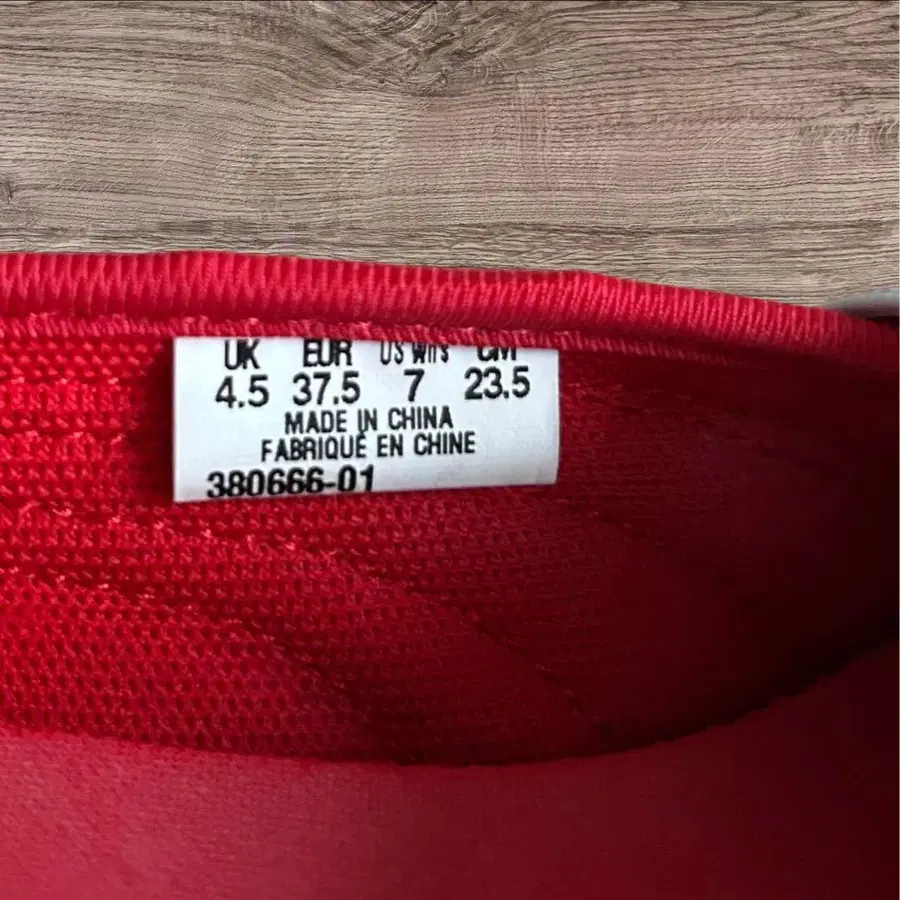 UK EUR US Wn's CM
4.5 37.5 7 23.5
MADE IN CHINA
FABRIQUÉ EN CHINE
380666-01